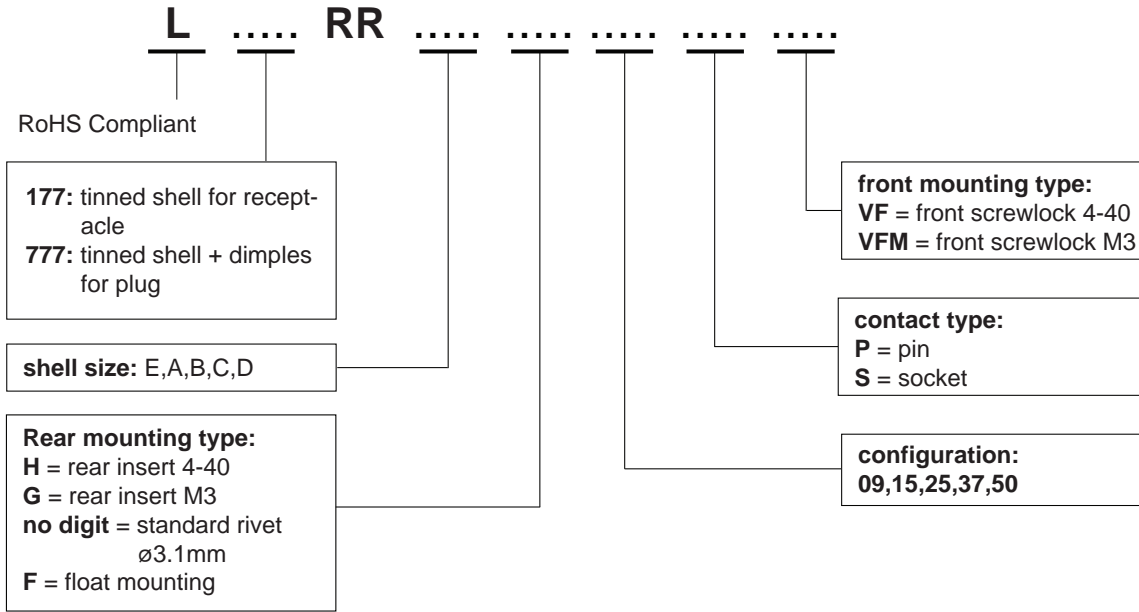 L ..... RR ..... ..... ..... ..... .....
RoHS Compliant
177: tinned shell for recept-
acle
777: tinned shell + dimples
for plug
shell size: E,A,B,C,D
Rear mounting type:
H = rear insert 4-40
G = rear insert M3
no digit = standard rivet
ø3.1mm
F = float mounting
front mounting type:
VF = front screwlock 4-40
VFM = front screwlock M3
contact type:
P = pin
S = socket
configuration:
09,15,25,37,50